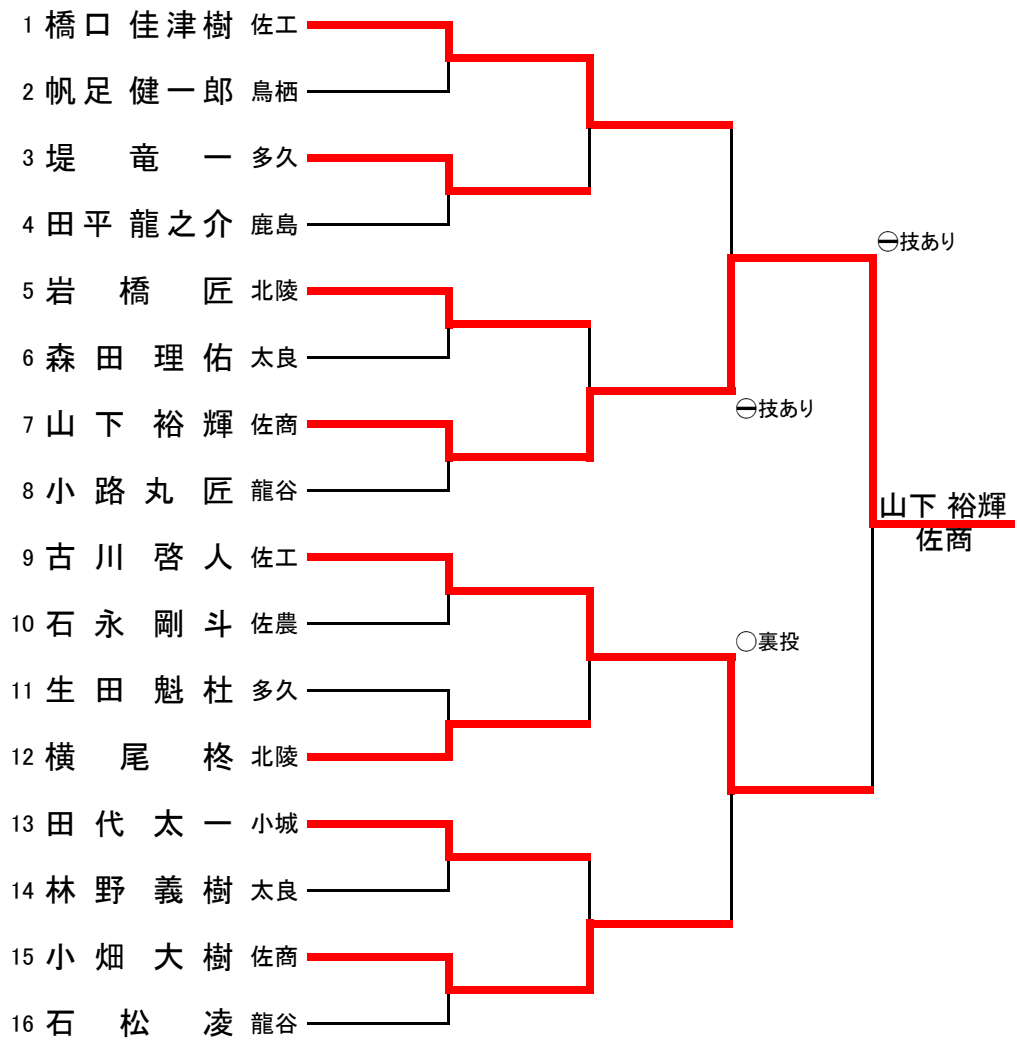 1 橋口 佳津樹 佐工
2 帆足 健一郎 鳥栖
3 堤 竜一 多久
4 田平 龍之介 鹿島
⊖技あり
5 岩橋 匠 北陵
6 森田 理佑 太良
⊖技あり
7 山下 裕輝 佐商
8 小路丸 匠 龍谷
山下 裕輝
佐商
9 古川 啓人 佐工
10 石永 剛斗 佐農
○裏投
11 生田 魁杜 多久
12 横尾 柊 北陵
13 田代 太一 小城
14 林野 義樹 太良
15 小畑 大樹 佐商
16 石松 凌 龍谷